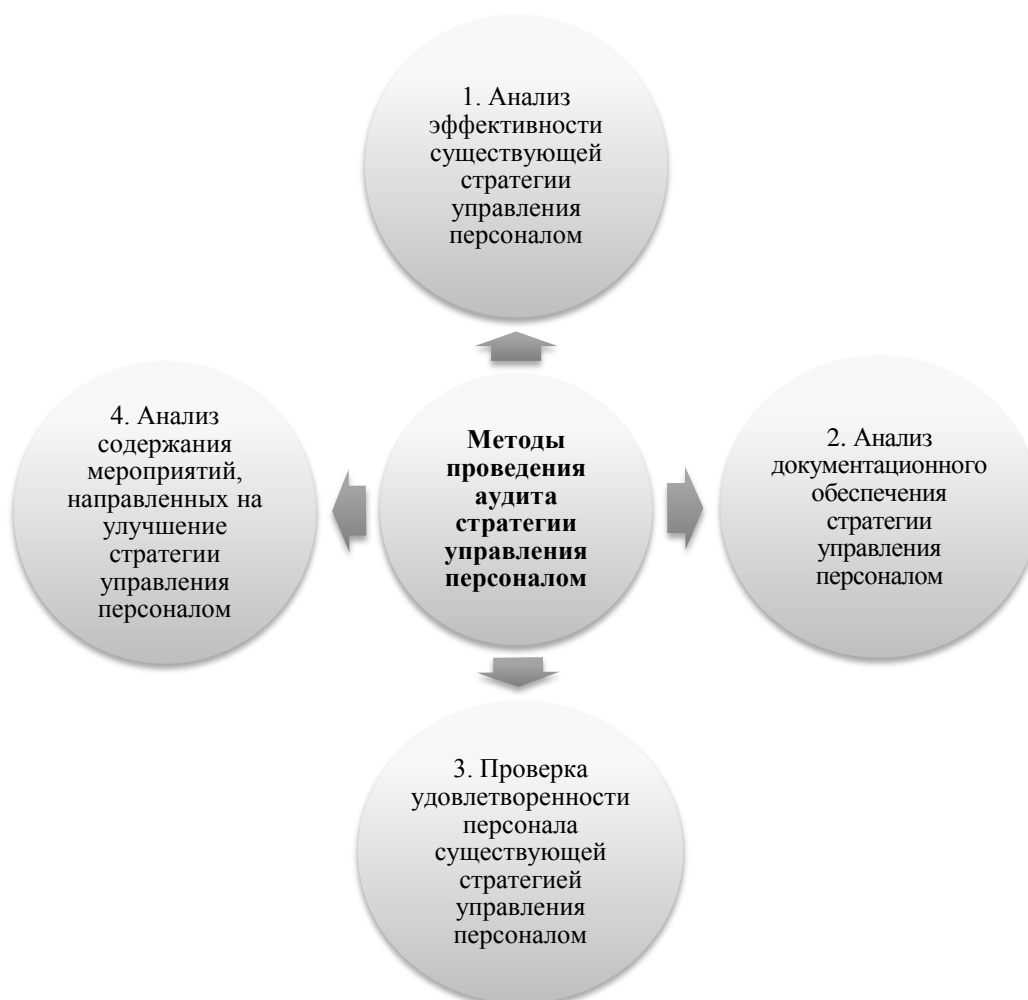 1. Анализ
эффективности
существующей
стратегии
управления
персоналом
4. Анализ
содержания
мероприятий,
направленных на
улучшение
стратегии
управления
персоналом
Методы
проведения
аудита
стратегии
управления
персоналом
2. Анализ
документационного
обеспечения
стратегии
управления
персоналом
3. Проверка
удовлетворенности
персонала
существующей
стратегией
управления
персоналом